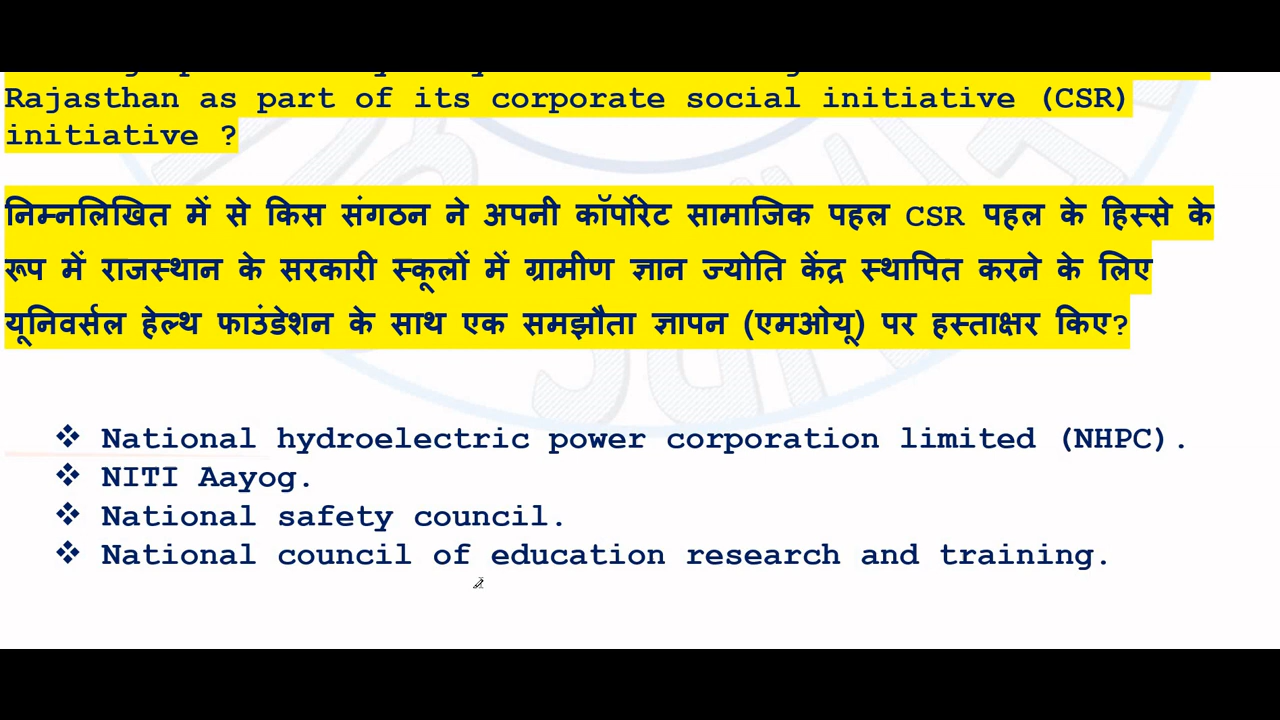 Rajasthan as part of its corporate social initiative (CSR)
initiative ?
निम्नलिखित में से किस संगठन ने अपनी कॉर्पोरेट सामाजिक पहल CSR पहल के हिस्से के
रूप में राजस्थान के सरकारी स्कूलों में ग्रामीण ज्ञान ज्योति केंद्र स्थापित करने के लिए
यूनिवर्सल हेल्थ फाउंडेशन के साथ एक समझौता ज्ञापन (एमओयू) पर हस्ताक्षर किए?
❖ National hydroelectric power corporation limited (NHPC).
❖ NITI Aayog.
❖ National safety council.
❖ National council of education research and training.